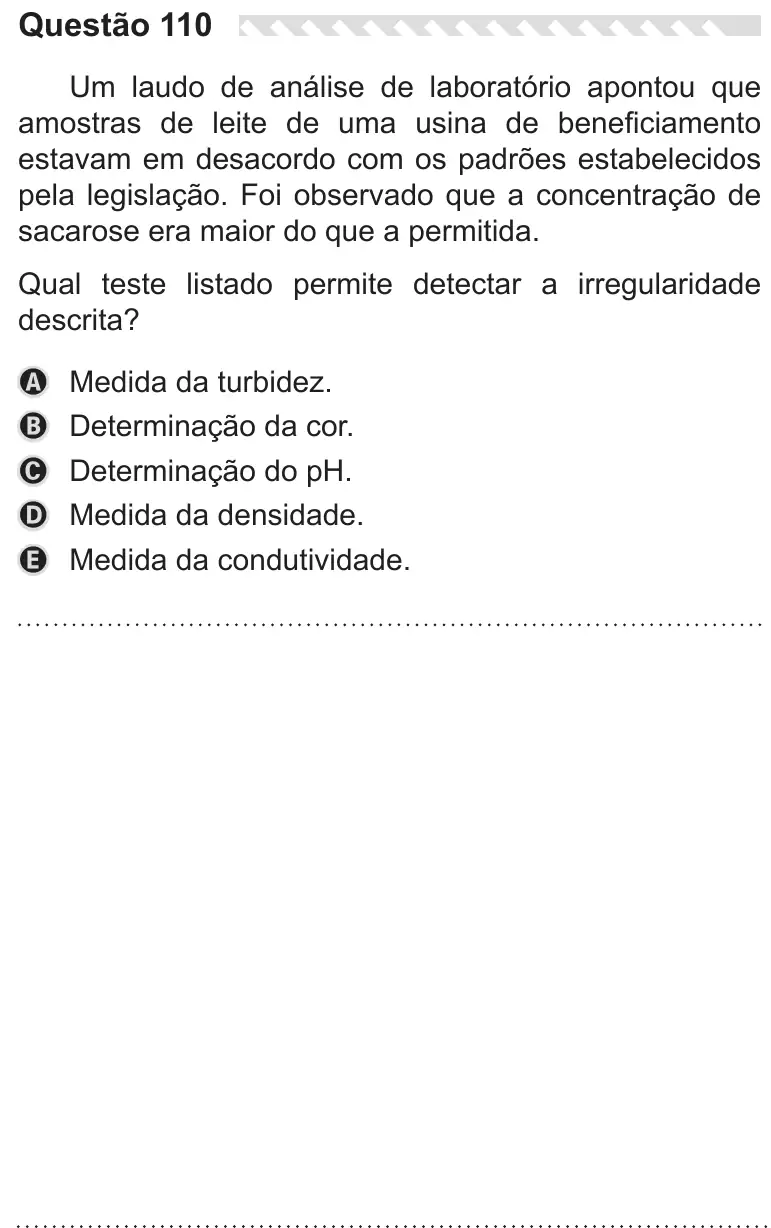 Questão 110
Um laudo de análise de laboratório apontou que
amostras de leite de uma usina de beneficiamento
estavam em desacordo com os padrões estabelecidos
pela legislação. Foi observado que a concentração de
sacarose era maior do que a permitida.
Qual teste listado permite detectar a irregularidade
descrita?
A Medida da turbidez.
B Determinação da cor.
C Determinação do pH.
D Medida da densidade.
E Medida da condutividade.